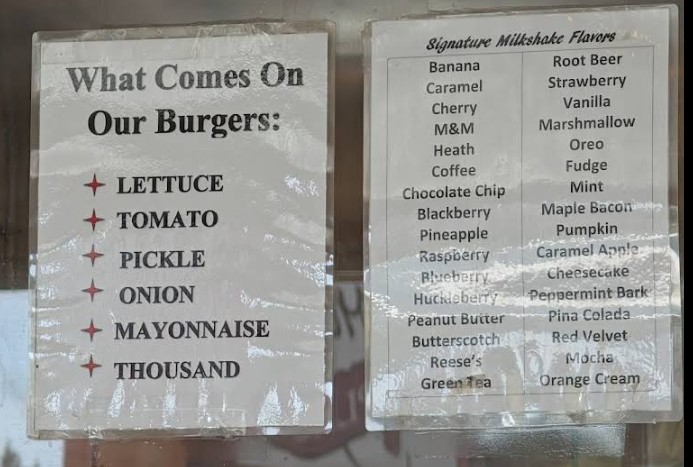 What Comes On
Our Burgers:
LETTUCE
TOMATO
PICKLE
ONION
MAYONNAISE
THOUSAND
Signature Milkshake Flavors
Banana
Caramel
Cherry
M&M
Heath
Coffee
Chocolate Chip
Blackberry
Pineapple
Raspberry
Blueberry
Huckleberry
Peanut Butter
Butterscotch
Reese's
Green Tea
Root Beer
Strawberry
Vanilla
Marshmallow
Oreo
Fudge
Mint
Maple Bacon
Pumpkin
Caramel Apple
Cheesecake
Peppermint Bark
Pina Colada
Red Velvet
Mocha
Orange Cream